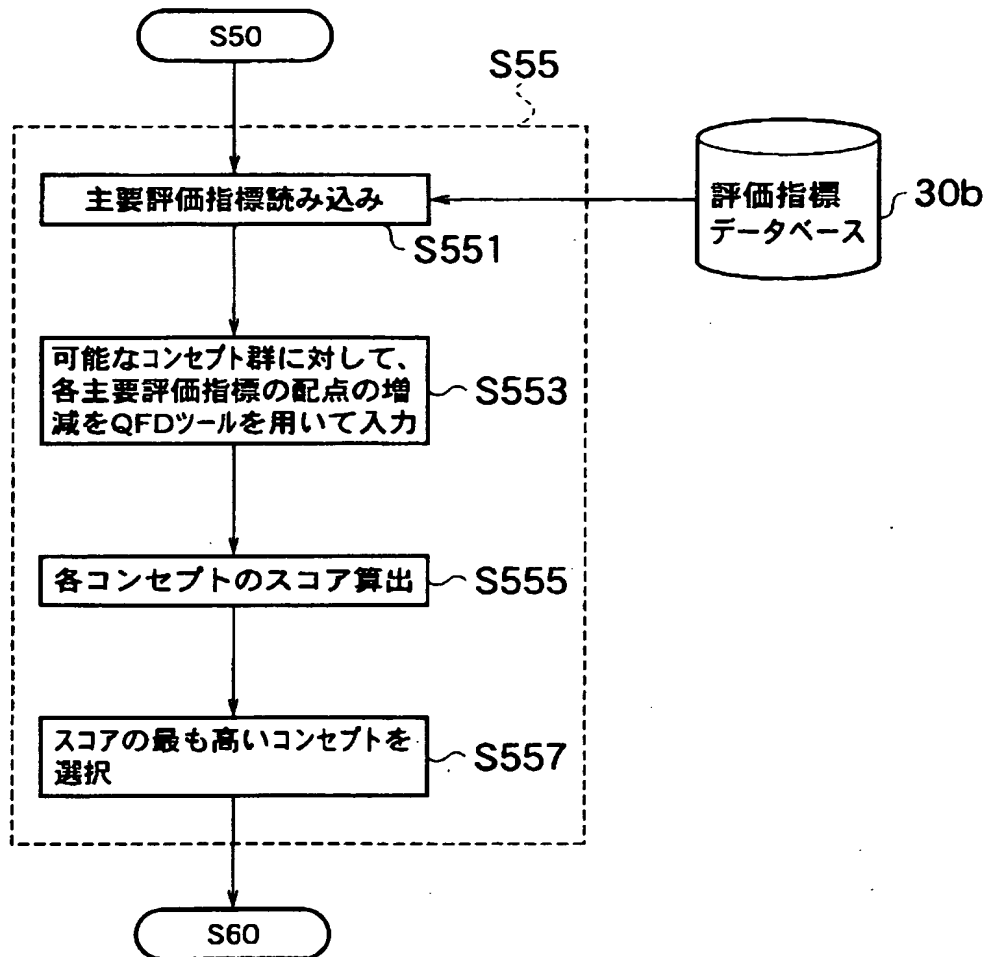 S50
S55
主要評価指標読み込み
S551
評価指標
データベース
30b
可能なコンセプト群に対して、
各主要評価指標の配点の増
減をQFDツールを用いて入力
S553
各コンセプトのスコア算出
S555
スコアの最も高いコンセプトを
選択
S557
S60